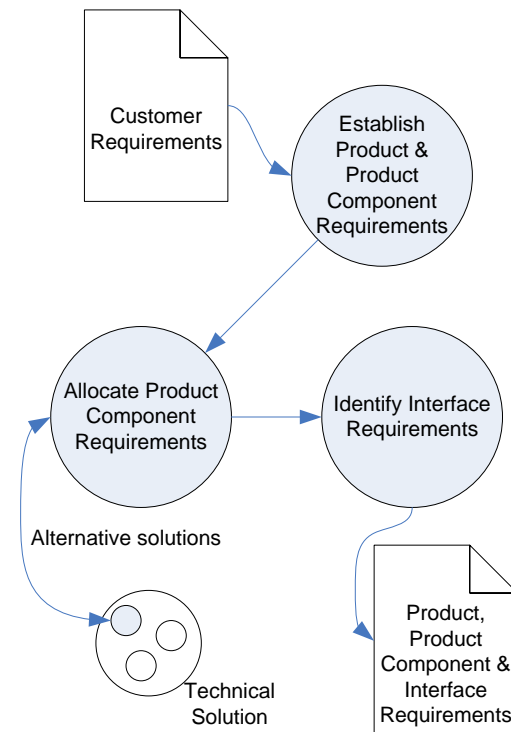 Customer
Requirements
Establish
Product &
Product
Component
Requirements
Allocate Product
Component
Requirements
Identify Interface
Requirements
Alternative solutions
Technical
Solution
Product,
Product
Component &
Interface
Requirements